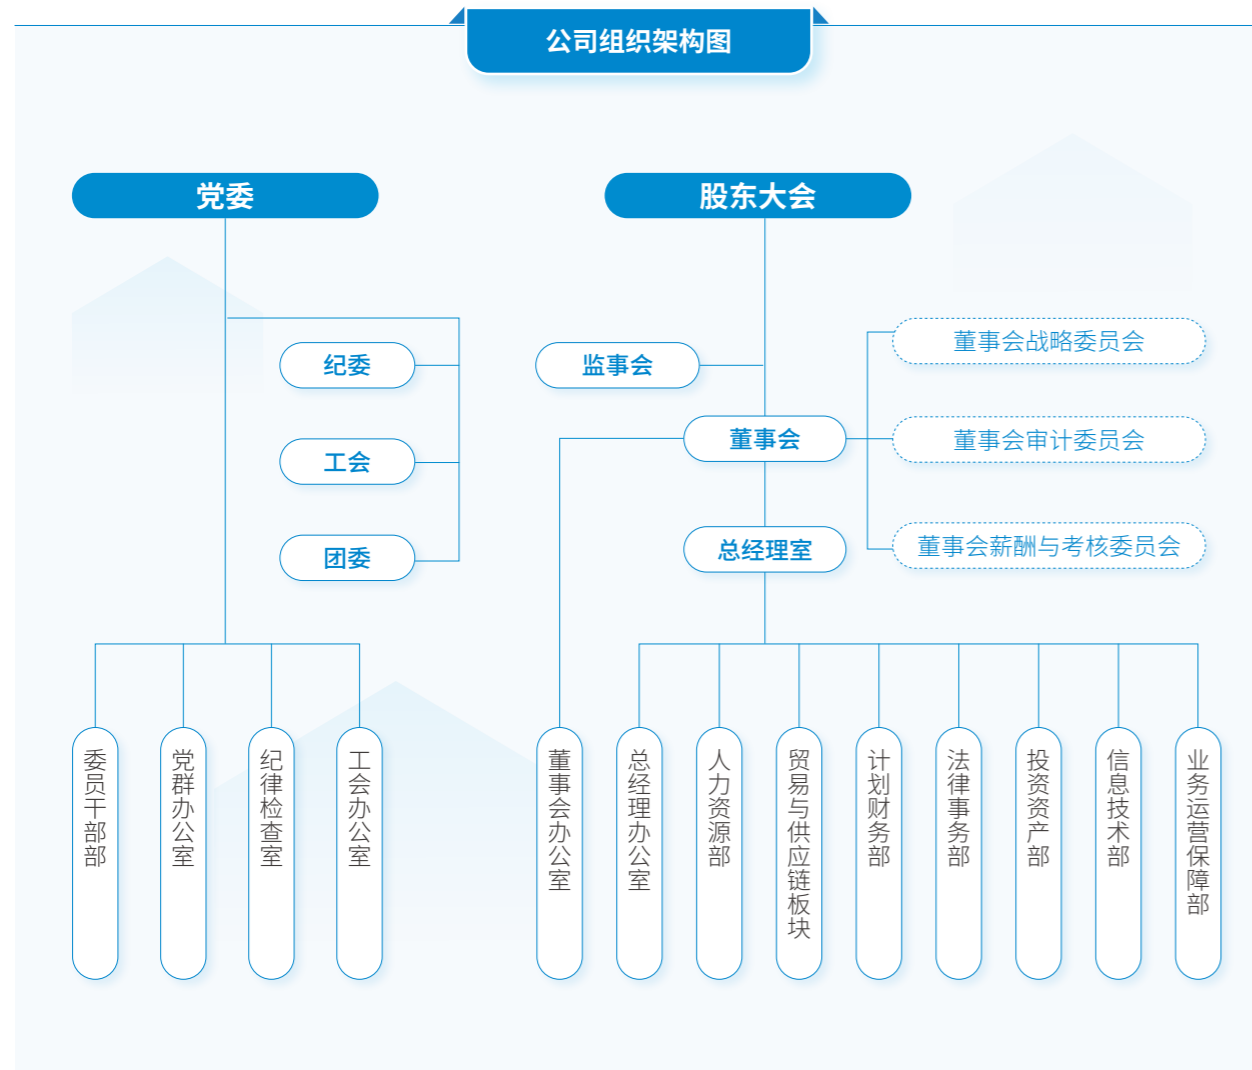 公司组织架构图
党委
股东大会
纪委
工会
团委
监事会
董事会
总经理室
董事会战略委员会
董事会审计委员会
董事会薪酬与考核委员会
委员干部部
党群办公室
纪律检查室
工会办公室
董事会办公室
总经理办公室
人力资源部
贸易与供应链板块
计划财务部
法律事务部
投资资产部
信息技术部
业务运营保障部